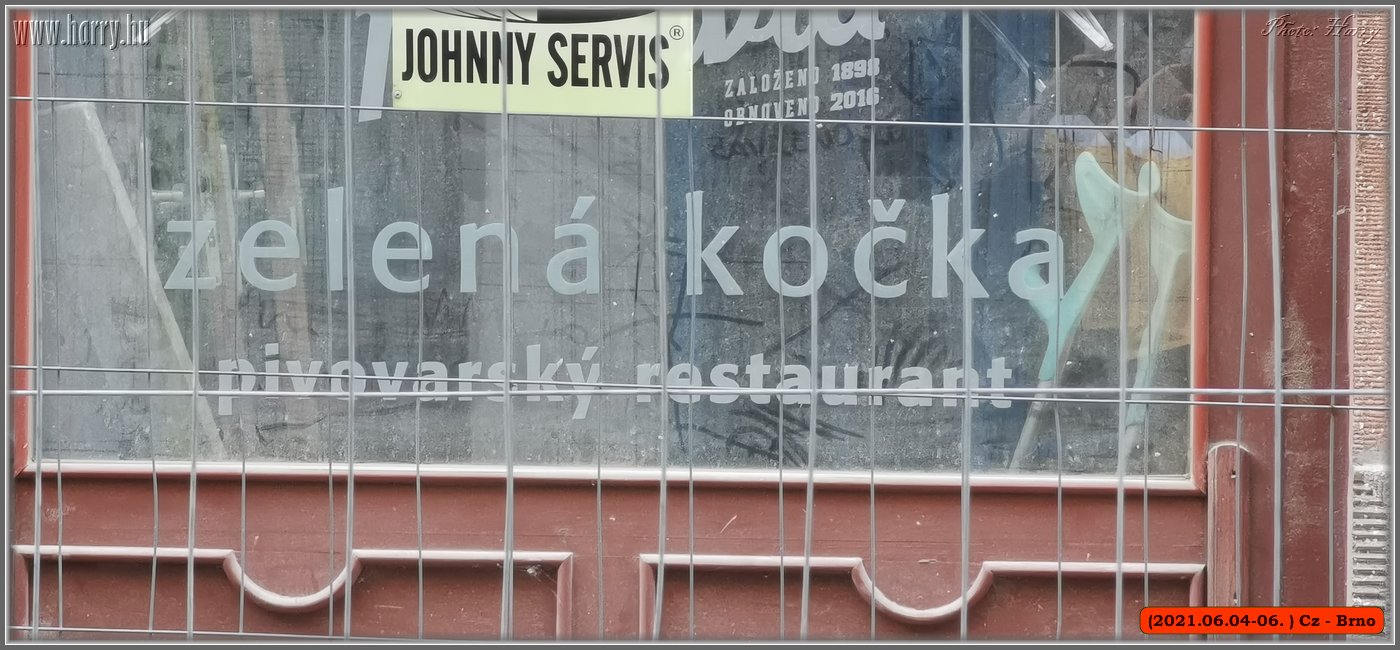 www.harry.hu
Photo: Harry
JOHNNY SERVIS®
ZALOŽENO 1898
OBNOVENO 2016
zelená kočka
pivovarský restaurant
(2021.06.04-06. ) Cz - Brno